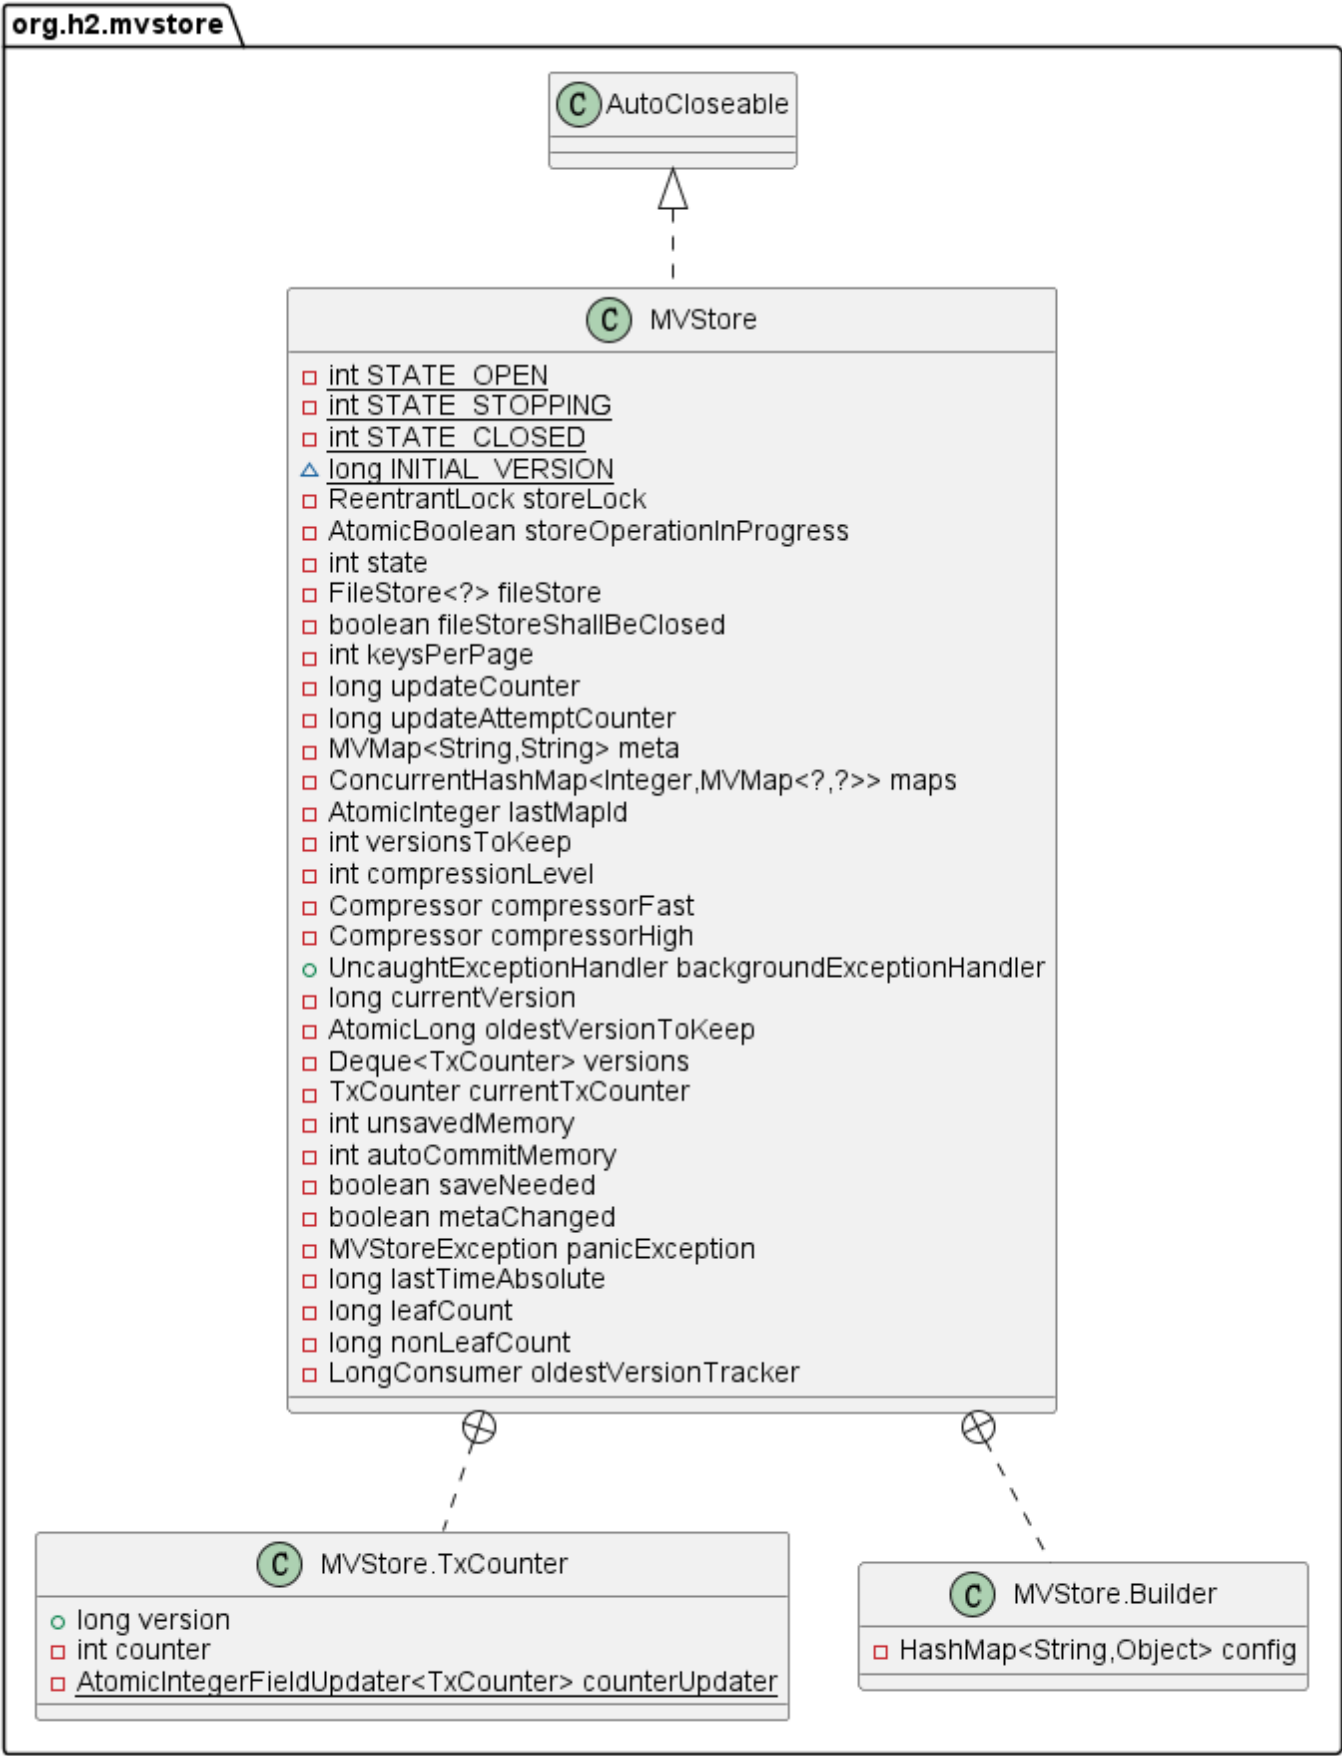 org.h2.mvstore
C AutoCloseable
C MVStore
int STATE_OPEN
int STATE_STOPPING
int STATE_CLOSED
long INITIAL_VERSION
ReentrantLock storeLock
AtomicBoolean storeOperationInProgress
int state
FileStore<?> fileStore
boolean fileStoreShallBeClosed
int keysPerPage
long updateCounter
long updateAttemptCounter
MVMap<String,String> meta
ConcurrentHashMap<Integer,MVMap<?,?>> maps
AtomicInteger lastMapId
int versionsToKeep
int compressionLevel
Compressor compressorFast
Compressor compressorHigh
UncaughtExceptionHandler backgroundExceptionHandler
long currentVersion
AtomicLong oldestVersionToKeep
Deque<TxCounter> versions
TxCounter currentTxCounter
int unsavedMemory
int autoCommitMemory
boolean saveNeeded
boolean metaChanged
MVStoreException panicException
long lastTimeAbsolute
long leafCount
long nonLeafCount
LongConsumer oldestVersionTracker
C MVStore.TxCounter
long version
int counter
AtomicIntegerFieldUpdater<TxCounter> counterUpdater
C MVStore.Builder
HashMap<String,Object> config